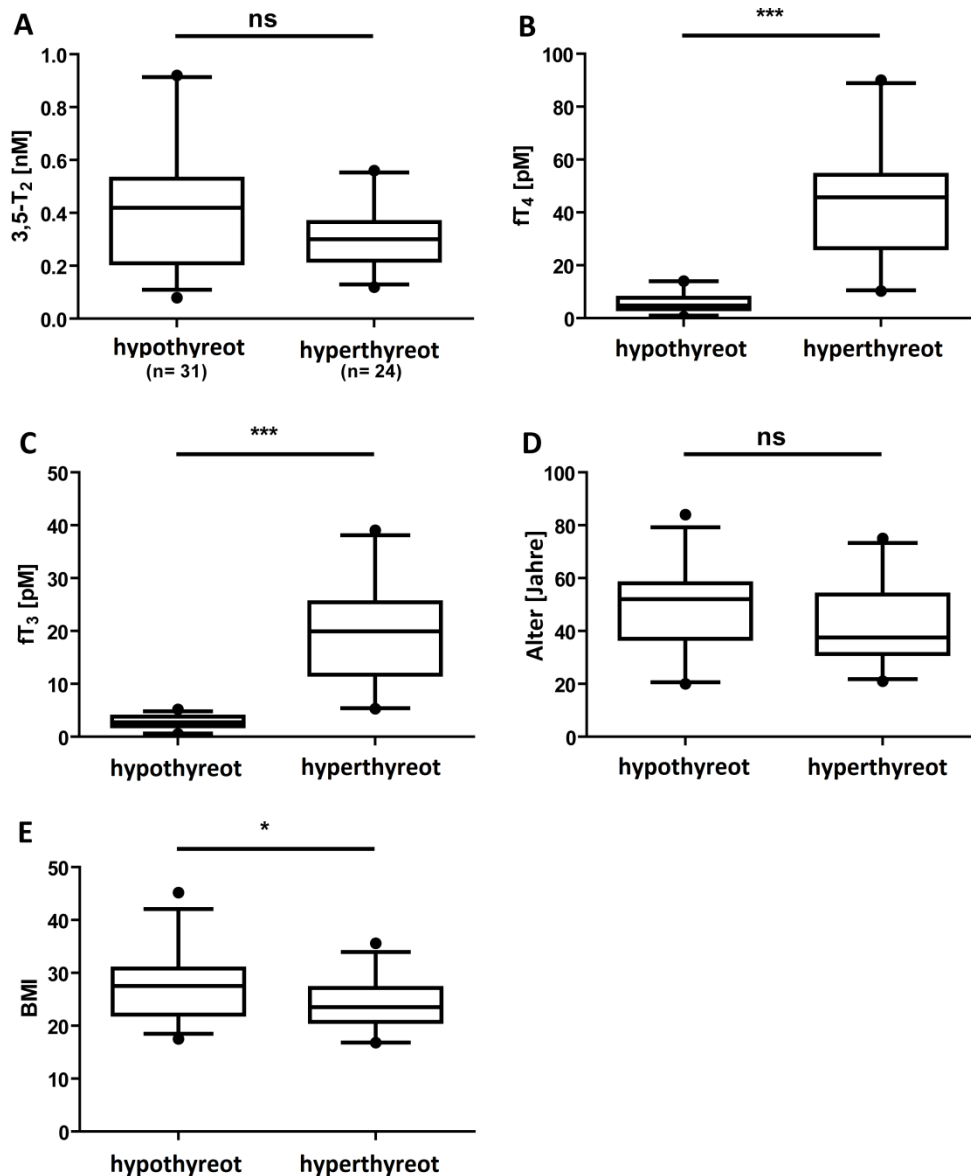 A
ns
3,5-T₂ [nM]
1.0
0.8
0.6
0.4
0.2
0.0
hypothyreot
(n= 31)
hyperthyreot
(n= 24)
B
***
fT₄ [pM]
100
80
60
40
20
0
hypothyreot
hyperthyreot
C
***
fT₃ [pM]
50
40
30
20
10
0
hypothyreot
hyperthyreot
D
ns
Alter [Jahre]
100
80
60
40
20
0
hypothyreot
hyperthyreot
E
*
BMI
50
40
30
20
10
0
hypothyreot
hyperthyreot